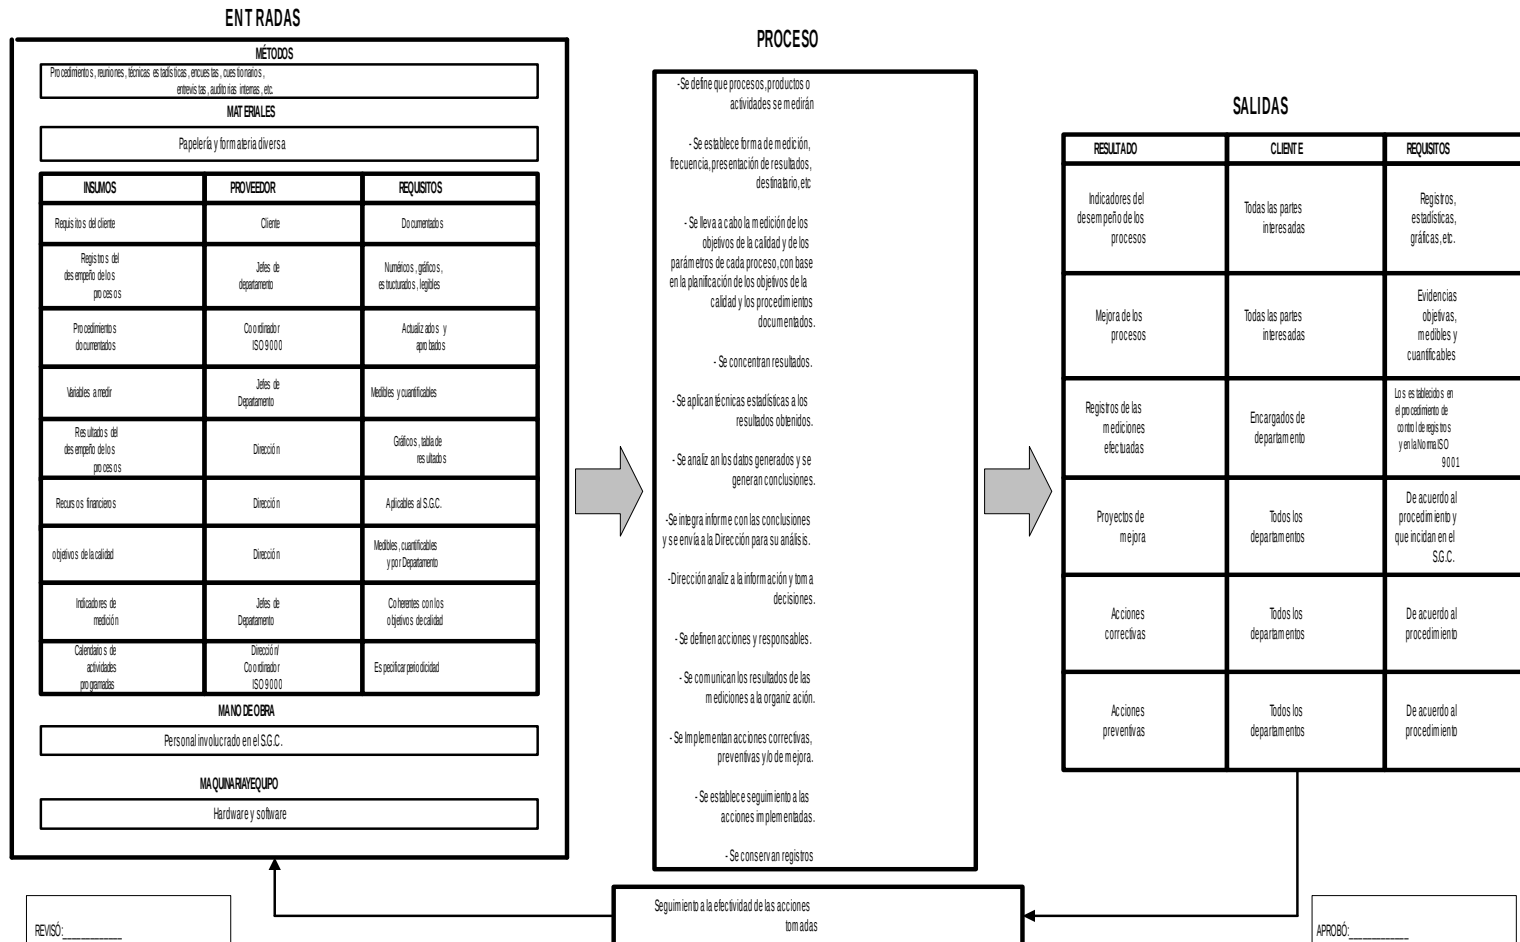 ENTRADAS
MÉTODOS
Procedimientos, reuniones, técnicas estadísticas, encuestas, cuestionarios,
entrevistas, auditorias internas, etc.
MATERIALES
Papelería y formateria diversa
INSUMOS PROVEEDOR REQUISITOS
Requisitos del cliente Cliente Documentados
Registros del
desempeño de los
procesos
Jefes de
departamento
Numéricos, gráficos,
estructurados, legibles
Procedimientos
documentados
Coordinador
ISO 9000
Actualizados y
aprobados
Variables a medir
Jefes de
Departamento
Medibles y cuantificables
Resultados del
desempeño de los
procesos
Dirección
Gráficos, tabla de
resultados
Recursos financieros Dirección Aplicables al S.G.C.
objetivos de la calidad Dirección
Medibles, cuantificables
y por Departamento
Indicadores de
medición
Jefes de
Departamento
Coherentes con los
objetivos de calidad
Calendarios de
actividades
programadas
Dirección/
Coordinador
ISO 9000
Especificar periodicidad
MANO DE OBRA
Personal involucrado en el S.G.C.
MAQUINARIA Y EQUIPO
Hardware y software
PROCESO
-Se define que procesos, productos o
actividades se medirán
- Se establece forma de medición,
frecuencia, presentación de resultados,
destinatario, etc
- Se lleva a cabo la medición de los
objetivos de la calidad y de los
parámetros de cada proceso, con base
en la planificación de los objetivos de la
calidad y los procedimientos
documentados.
- Se concentran resultados.
- Se aplican técnicas estadísticas a los
resultados obtenidos.
- Se analizan los datos generados y se
generan conclusiones.
-Se integra informe con las conclusiones
y se envía a la Dirección para su análisis.
-Dirección analiza la información y toma
decisiones.
- Se definen acciones y responsables.
- Se comunican los resultados de las
mediciones a la organización.
- Se Implementan acciones correctivas,
preventivas y/o de mejora.
- Se establece seguimiento a las
acciones implementadas.
- Se conservan registros
SALIDAS
RESULTADO CLIENTE REQUISITOS
Indicadores del
desempeño de los
procesos
Todas las partes
interesadas
Registros,
estadísticas,
gráficas, etc.
Mejora de los
procesos
Todas las partes
interesadas
Evidencias
objetivas,
medibles y
cuantificables
Registros de las
mediciones
efectuadas
Encargados de
departamento
Los establecidos en
el procedimiento de
control de registros
y en la Norma ISO
9001
Proyectos de
mejora
Todos los
departamentos
De acuerdo al
procedimiento y
que incidan en el
S.G.C.
Acciones
correctivas
Todos los
departamentos
De acuerdo al
procedimiento
Acciones
preventivas
Todos los
departamentos
De acuerdo al
procedimiento
Seguimiento a la efectividad de las acciones
tomadas
REVISÓ:_____________
APROBÓ:_____________